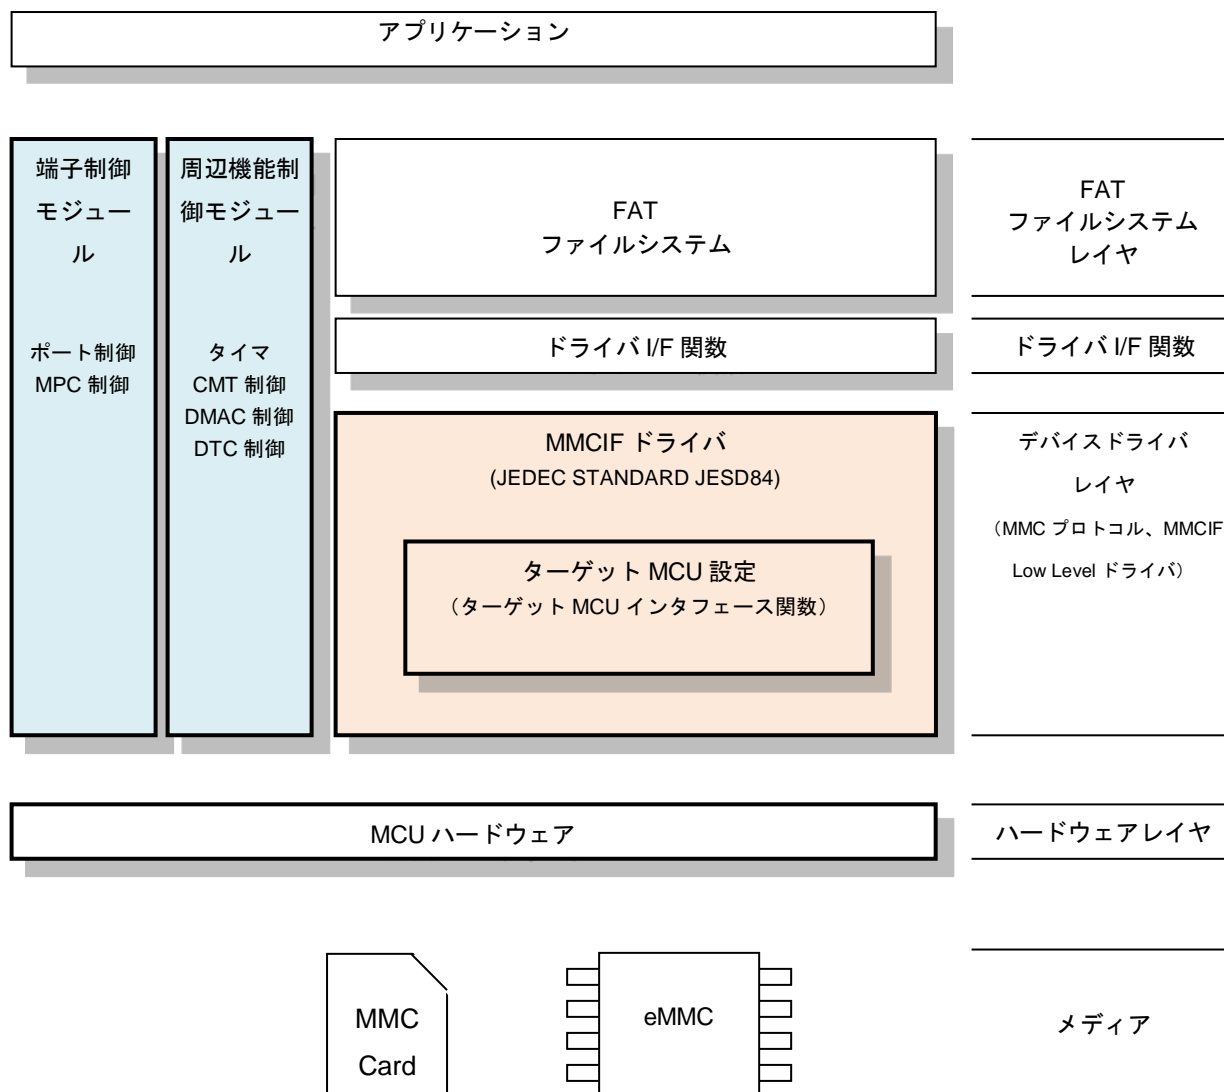 アプリケーション
端子制御
モジュー
ル
ポート制御
MPC 制御
周辺機能制
御モジュー
ル
タイマ
CMT 制御
DMAC 制御
DTC 制御
FAT
ファイルシステム
FAT
ファイルシステム
レイヤ
ドライバ I/F 関数
ドライバ I/F 関数
MMCIF ドライバ
(JEDEC STANDARD JESD84)
ターゲット MCU 設定
（ターゲット MCU インタフェース関数）
デバイスドライバ
レイヤ
（MMC プロトコル、MMCIF
Low Level ドライバ）
MCU ハードウェア
ハードウェアレイヤ
MMC
Card
eMMC
メディア